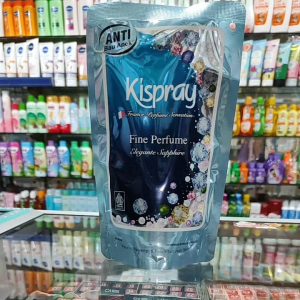 ANTI
Bau Apek
Kispray
Fine Perfume
Elegante Sapphire